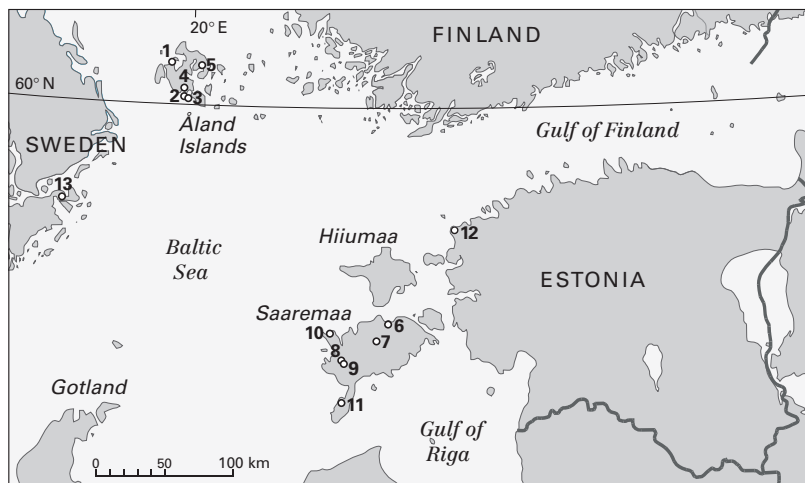 20° E
FINLAND
1
5
4
60° N
2
3
Åland
Islands
Gulf of Finland
SWEDEN
13
12
Baltic
Sea
Hiiumaa
ESTONIA
Saaremaa
6
10
7
8
9
Gotland
11
Gulf of
Riga
0 50 100 km